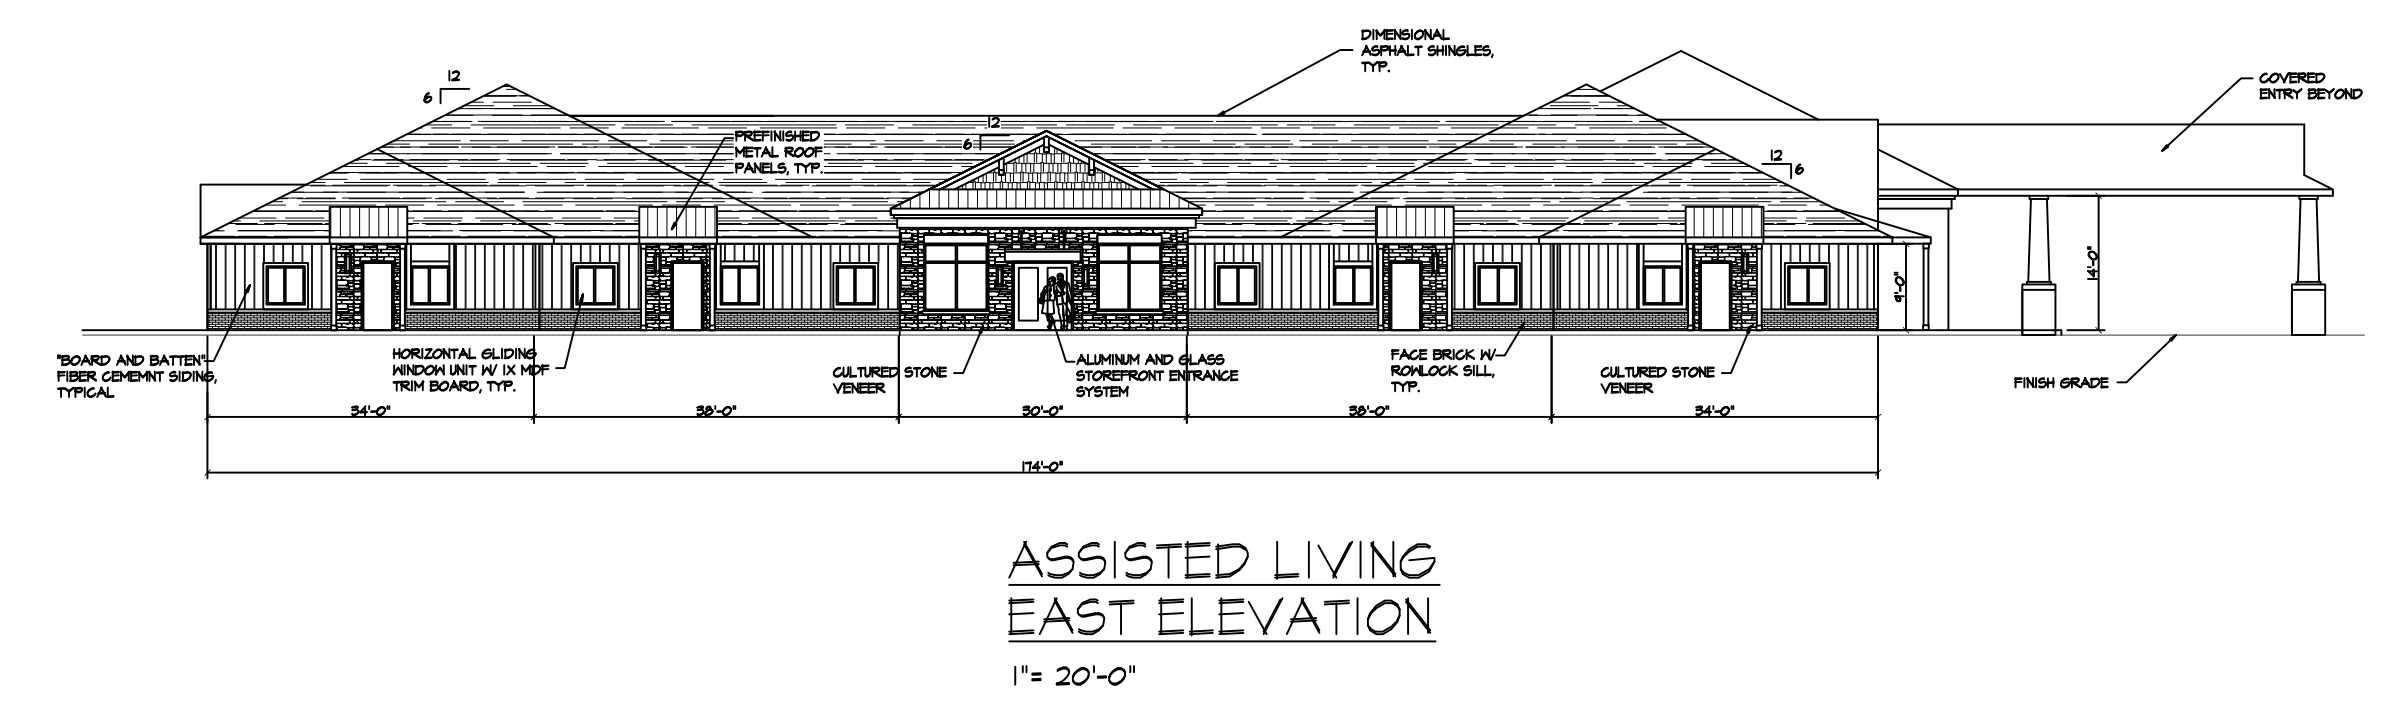 DIMENSIONAL
ASPHALT SHINGLES,
TYP.
12
6
COVERED
ENTRY BEYOND
PREFINISHED
METAL ROOF
PANELS, TYP.
12
6
12
6
14'-0"
9'-0"
"BOARD AND BATTEN"
FIBER CEMEMNT SIDING,
TYPICAL
HORIZONTAL GLIDING
WINDOW UNIT W/ 1X MDF
TRIM BOARD, TYP.
CULTURED STONE
VENEER
ALUMINUM AND GLASS
STOREFRONT ENTRANCE
SYSTEM
FACE BRICK W/
ROWLOCK SILL,
TYP.
CULTURED STONE
VENEER
FINISH GRADE
34'-0"
38'-0"
30'-0"
38'-0"
34'-0"
174'-0"
ASSISTED LIVING
EAST ELEVATION
1"= 20'-0"